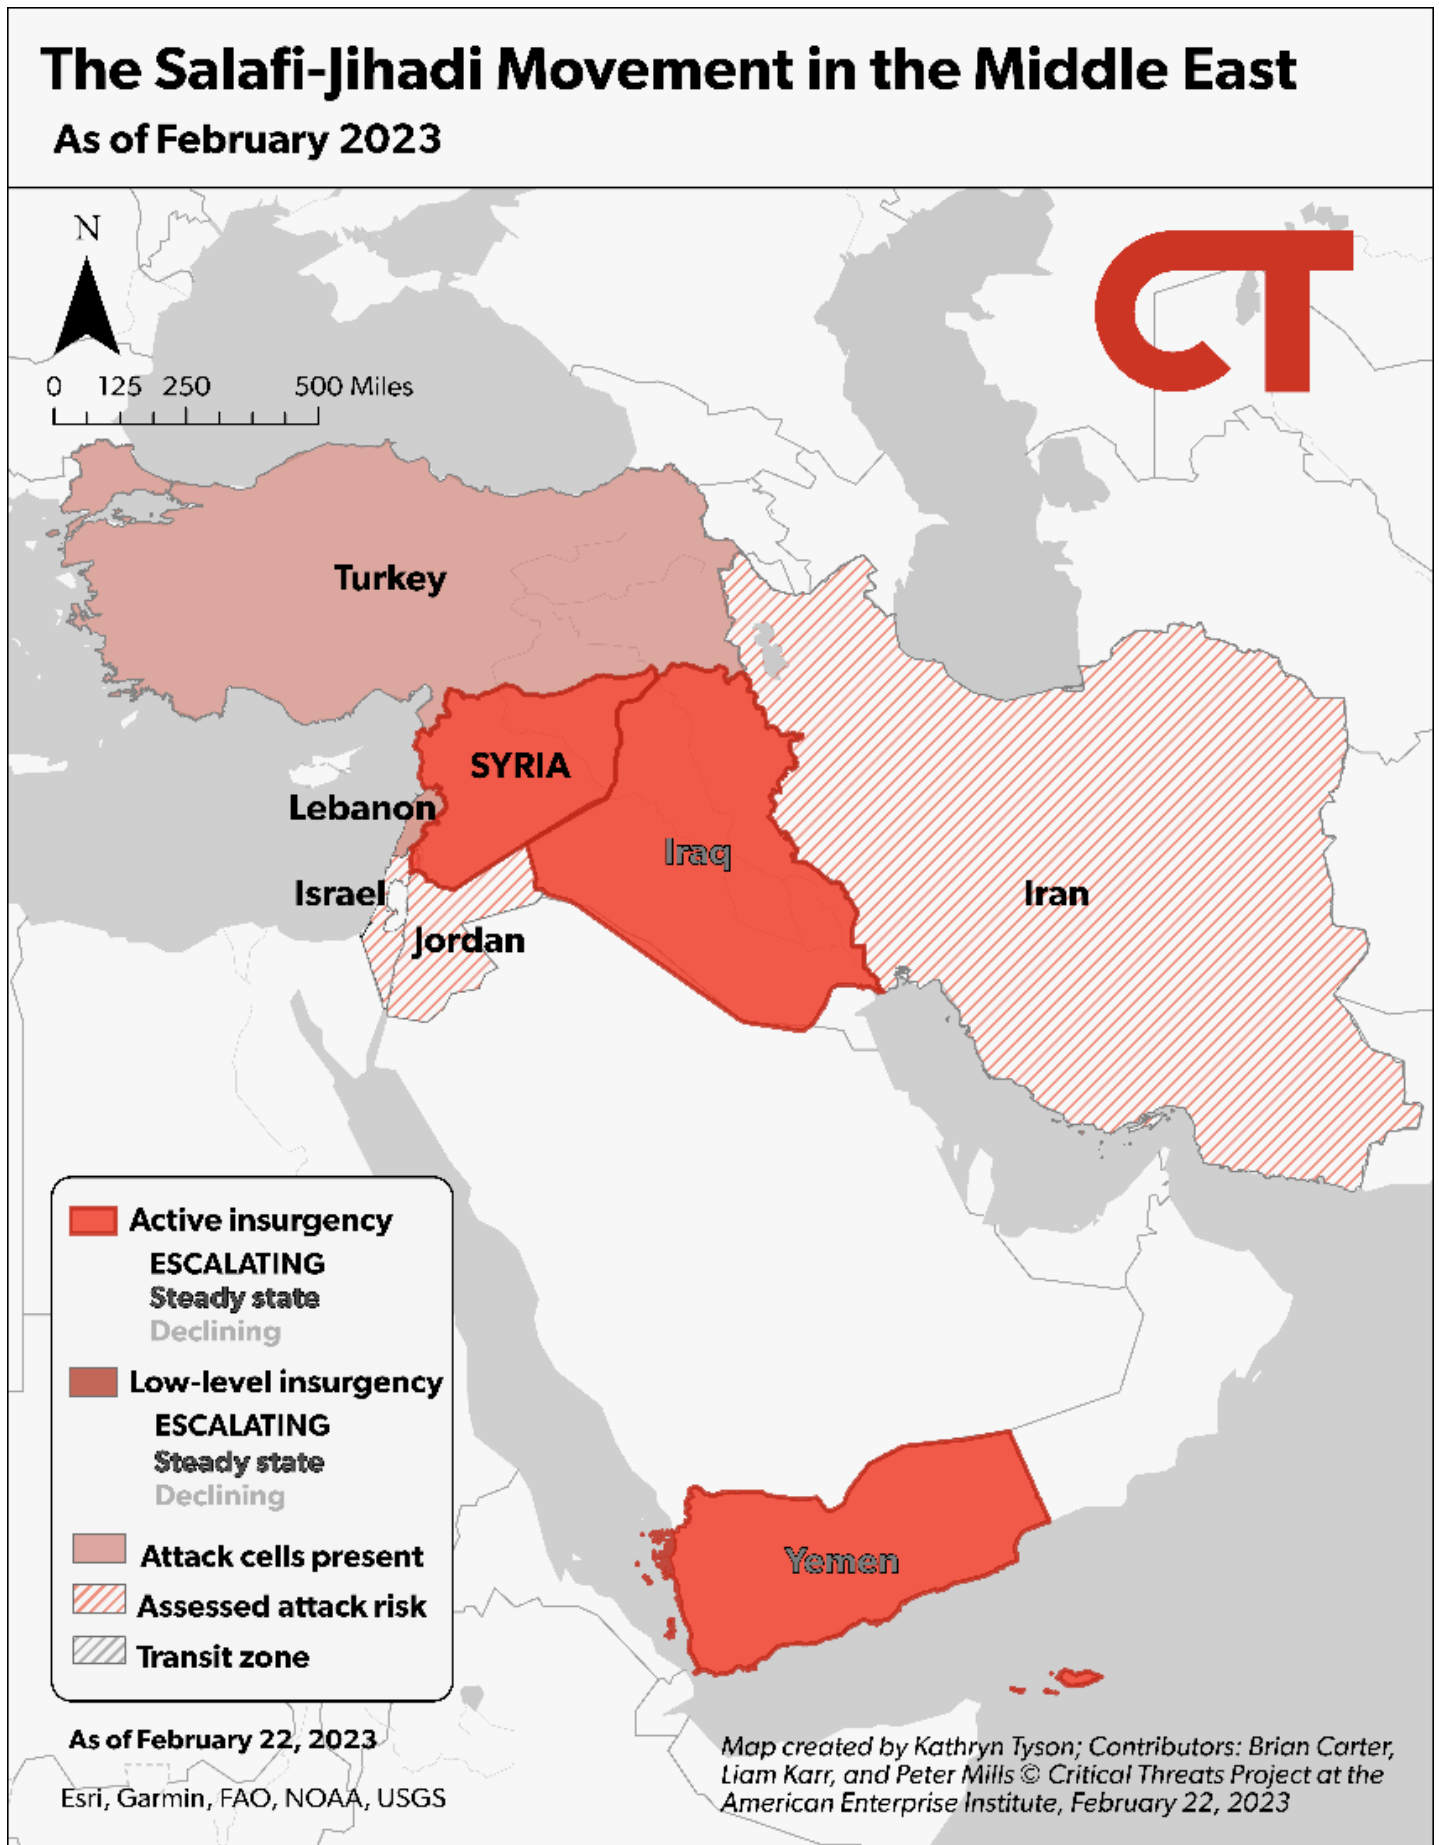 The Salafi-Jihadi Movement in the Middle East
As of February 2023
N
0 125 250 500 Miles
CT
Turkey
SYRIA
Lebanon
Iraq
Israel
Iran
Jordan
Active insurgency
ESCALATING
Steady state
Declining
Low-level insurgency
ESCALATING
Steady state
Declining
Attack cells present
Assessed attack risk
Transit zone
Yemen
As of February 22, 2023
Esri, Garmin, FAO, NOAA, USGS
Map created by Kathryn Tyson; Contributors: Brian Carter,
Liam Karr, and Peter Mills © Critical Threats Project at the
American Enterprise Institute, February 22, 2023